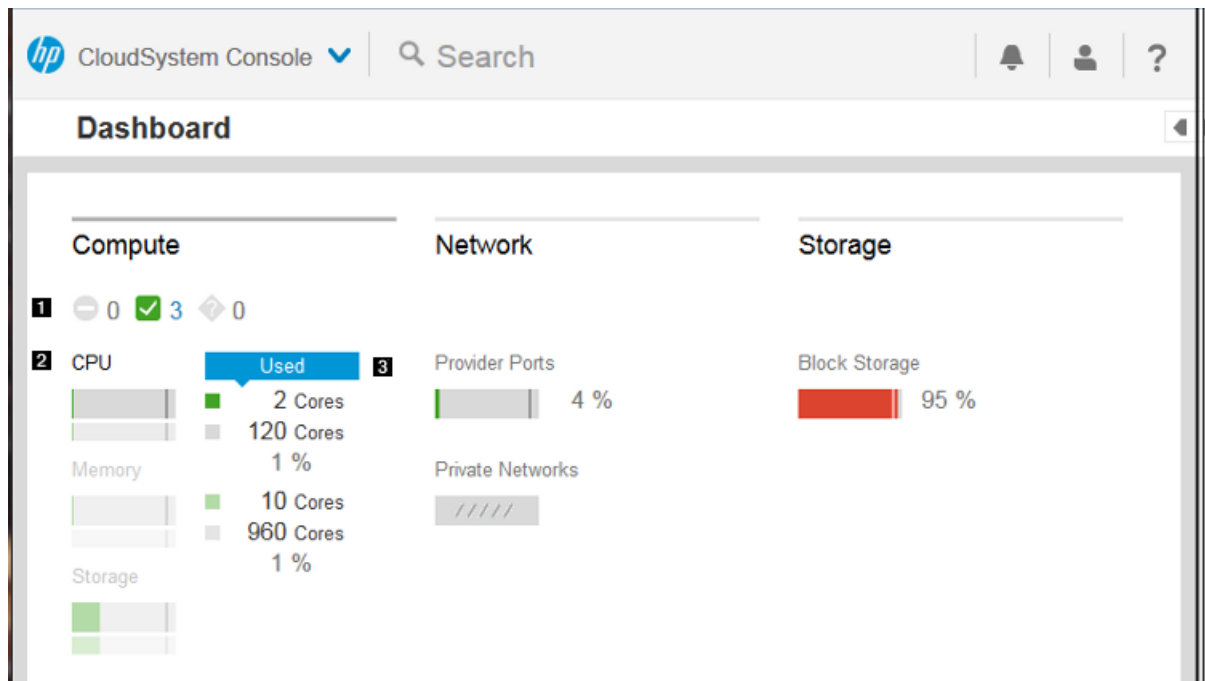 hp CloudSystem Console Search ?
Dashboard
Compute Network Storage
1 0 3 ? 0
2 CPU Used 3 Provider Ports Block Storage
2 Cores 4 % 95 %
120 Cores
1 %
Memory Private Networks
10 Cores
960 Cores
1 %
Storage